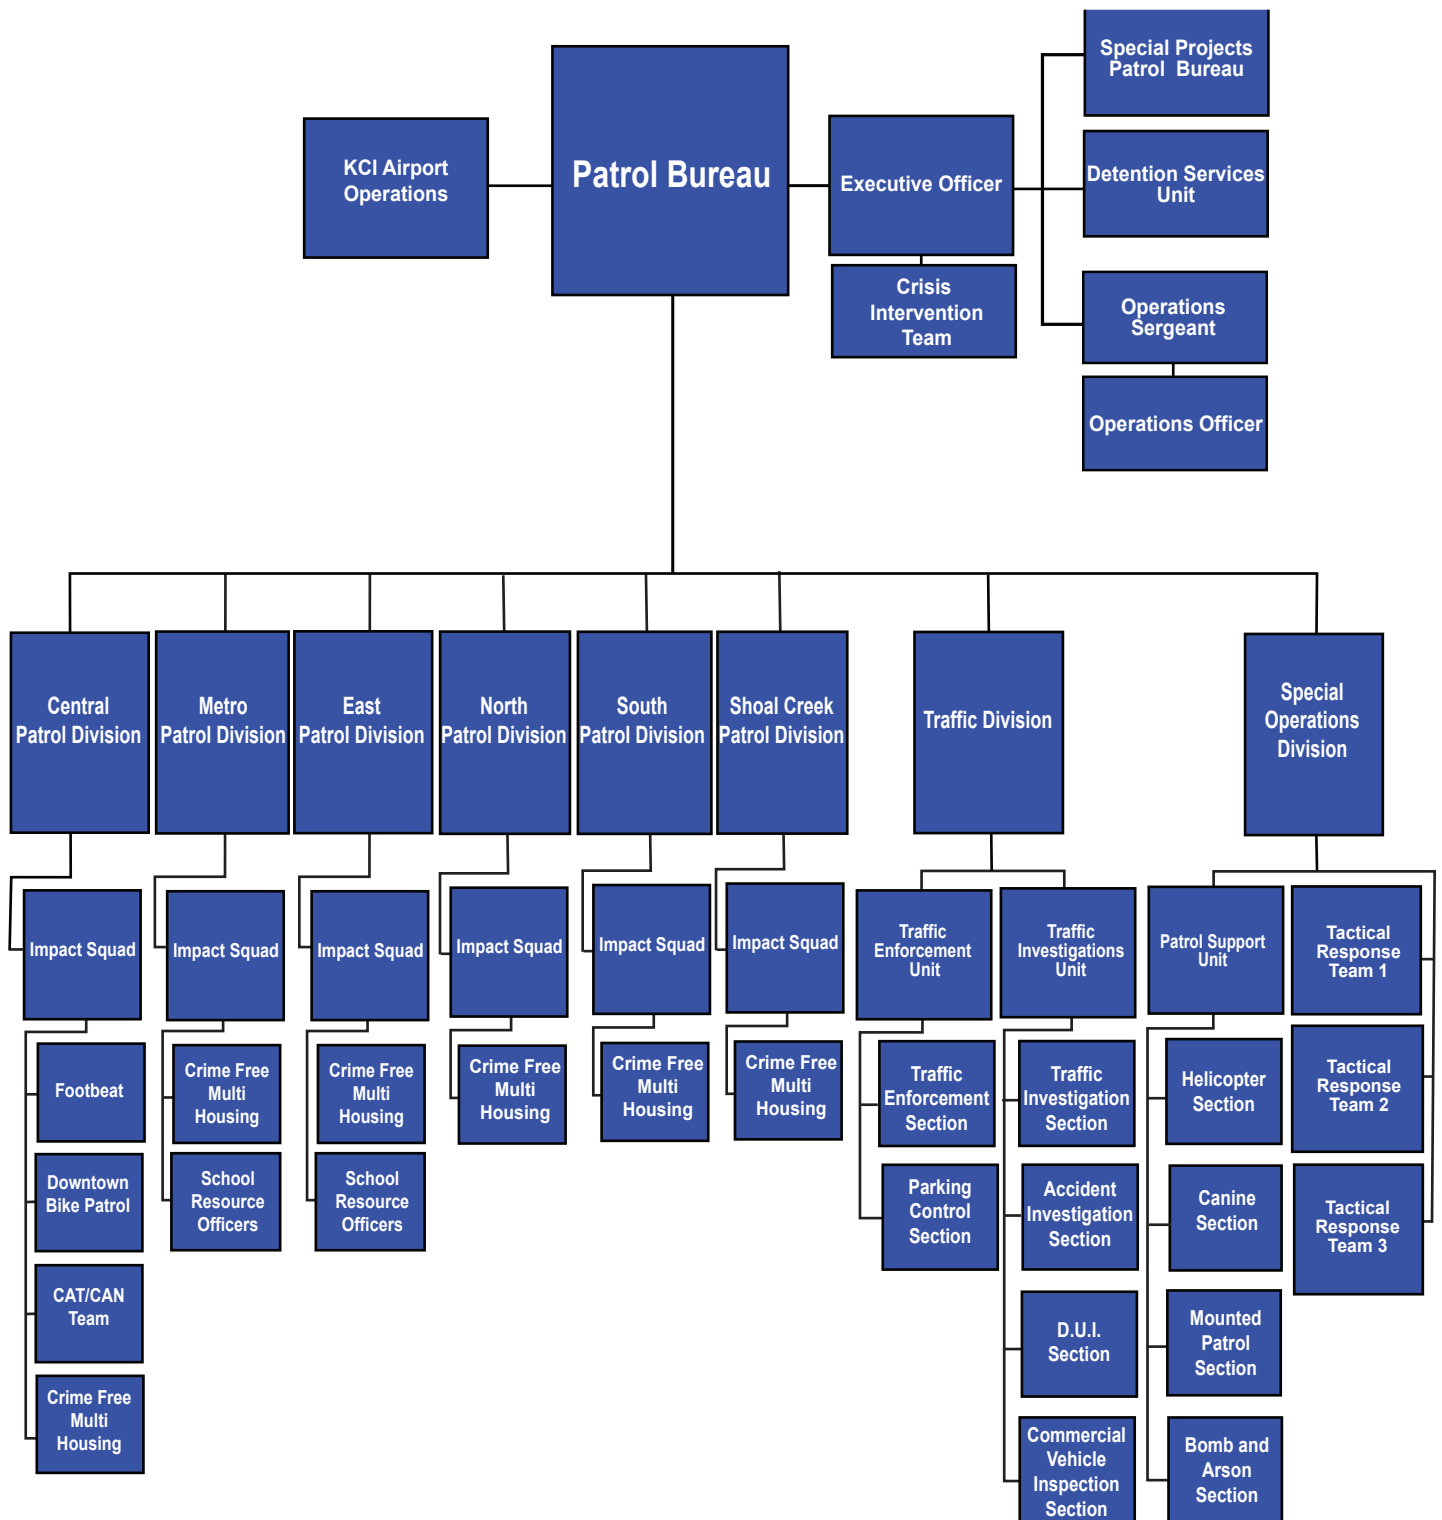 Special Projects
Patrol Bureau
KCI Airport
Operations
Patrol Bureau
Executive Officer
Detention Services
Unit
Crisis
Intervention
Team
Operations
Sergeant
Operations Officer
Central
Patrol Division
Metro
Patrol Division
East
Patrol Division
North
Patrol Division
South
Patrol Division
Shoal Creek
Patrol Division
Traffic Division
Special
Operations
Division
Impact Squad
Impact Squad
Impact Squad
Impact Squad
Impact Squad
Impact Squad
Traffic
Enforcement
Unit
Traffic
Investigations
Unit
Patrol Support
Unit
Tactical
Response
Team 1
Footbeat
Crime Free
Multi
Housing
Crime Free
Multi
Housing
Crime Free
Multi
Housing
Crime Free
Multi
Housing
Crime Free
Multi
Housing
Traffic
Enforcement
Section
Traffic
Investigation
Section
Helicopter
Section
Tactical
Response
Team 2
Downtown
Bike Patrol
School
Resource
Officers
School
Resource
Officers
Parking
Control
Section
Accident
Investigation
Section
Canine
Section
Tactical
Response
Team 3
CAT/CAN
Team
D.U.I.
Section
Mounted
Patrol
Section
Crime Free
Multi
Housing
Commercial
Vehicle
Inspection
Section
Bomb and
Arson
Section